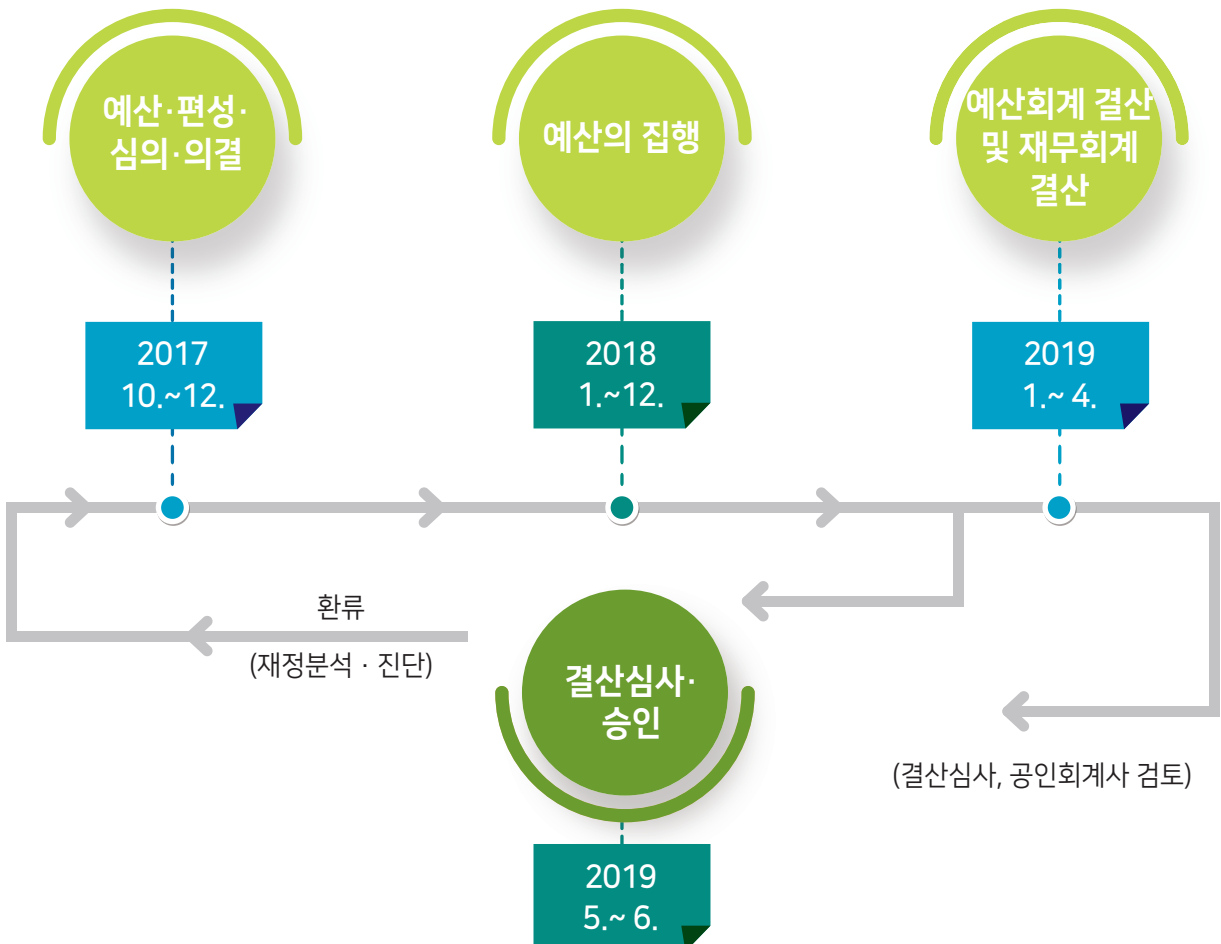 예산·편성·
심의·의결
예산의 집행
예산회계 결산
및 재무회계
결산
2017
10.~12.
2018
1.~12.
2019
1.~ 4.
환류
(재정분석 · 진단)
결산심사·
승인
(결산심사, 공인회계사 검토)
2019
5.~ 6.